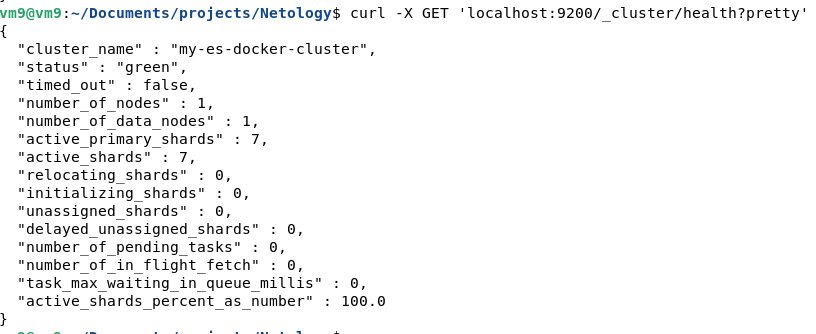 vm9@vm9:~/Documents/projects/Netology$ curl -X GET 'localhost:9200/_cluster/health?pretty'
{
  "cluster_name" : "my-es-docker-cluster",
  "status" : "green",
  "timed_out" : false,
  "number_of_nodes" : 1,
  "number_of_data_nodes" : 1,
  "active_primary_shards" : 7,
  "active_shards" : 7,
  "relocating_shards" : 0,
  "initializing_shards" : 0,
  "unassigned_shards" : 0,
  "delayed_unassigned_shards" : 0,
  "number_of_pending_tasks" : 0,
  "number_of_in_flight_fetch" : 0,
  "task_max_waiting_in_queue_millis" : 0,
  "active_shards_percent_as_number" : 100.0
}